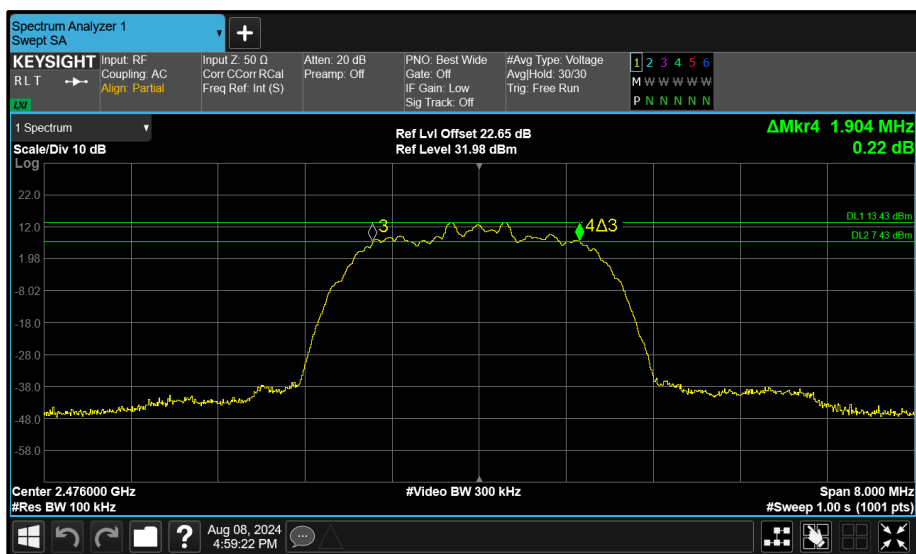 Spectrum Analyzer 1
Swept SA
+
KEYSIGHT
RLT
LXI
Input: RF
Coupling: AC
Align: Partial
Input Z: 50 Ω
Corr CCorr RCal
Freq Ref: Int (S)
Atten: 20 dB
Preamp: Off
PNO: Best Wide
Gate: Off
IF Gain: Low
Sig Track: Off
#Avg Type: Voltage
Avg|Hold: 30/30
Trig: Free Run
1 2 3 4 5 6
M W W W W W
P N N N N N
1 Spectrum
Scale/Div 10 dB
Ref Lvl Offset 22.65 dB
Ref Level 31.98 dBm
ΔMkr4 1.904 MHz
0.22 dB
Log
22.0
12.0
1.98
-8.02
-18.0
-28.0
-38.0
-48.0
-58.0
3
4Δ3
DL1 13.43 dBm
DL2 7.43 dBm
Center 2.476000 GHz
#Res BW 100 kHz
#Video BW 300 kHz
Span 8.000 MHz
#Sweep 1.00 s (1001 pts)
?
Aug 08, 2024
4:59:22 PM